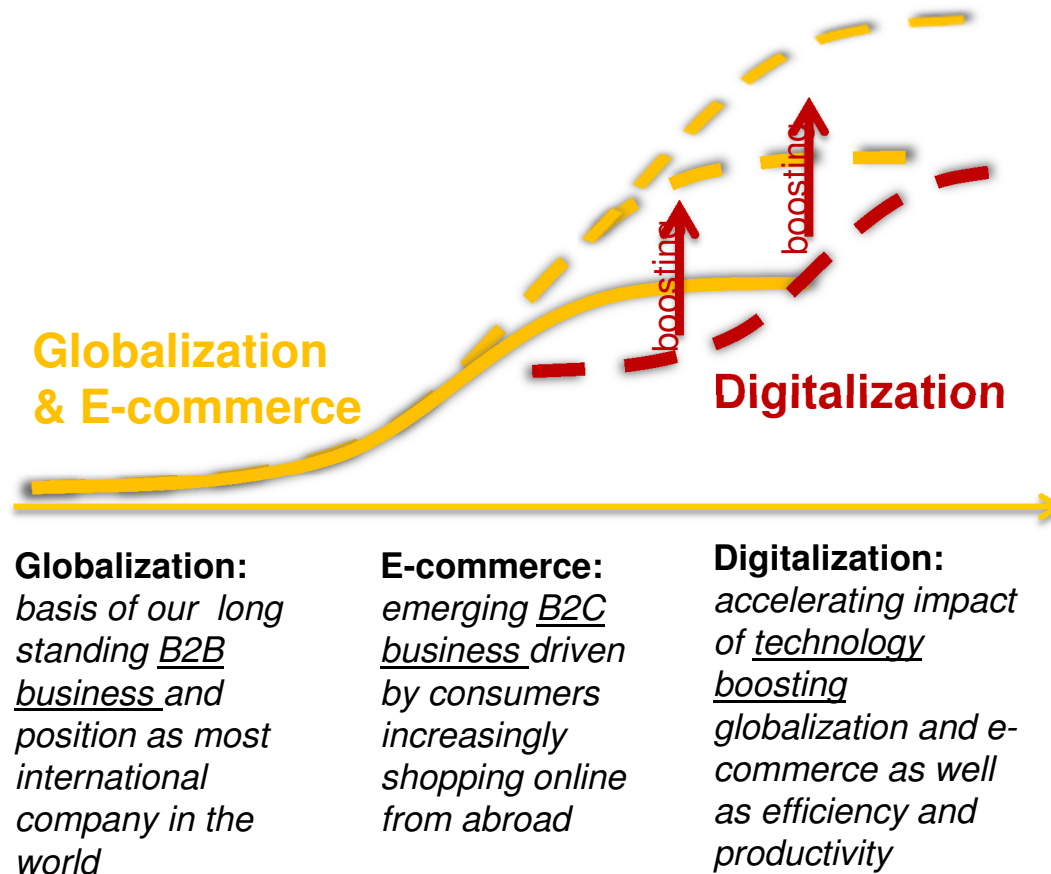 boosting
boosting
Globalization
& E-commerce
Digitalization
Globalization:
basis of our long
standing B2B
business and
position as most
international
company in the
world
E-commerce:
emerging B2C
business driven
by consumers
increasingly
shopping online
from abroad
Digitalization:
accelerating impact
of technology
boosting
globalization and e-
commerce as well
as efficiency and
productivity